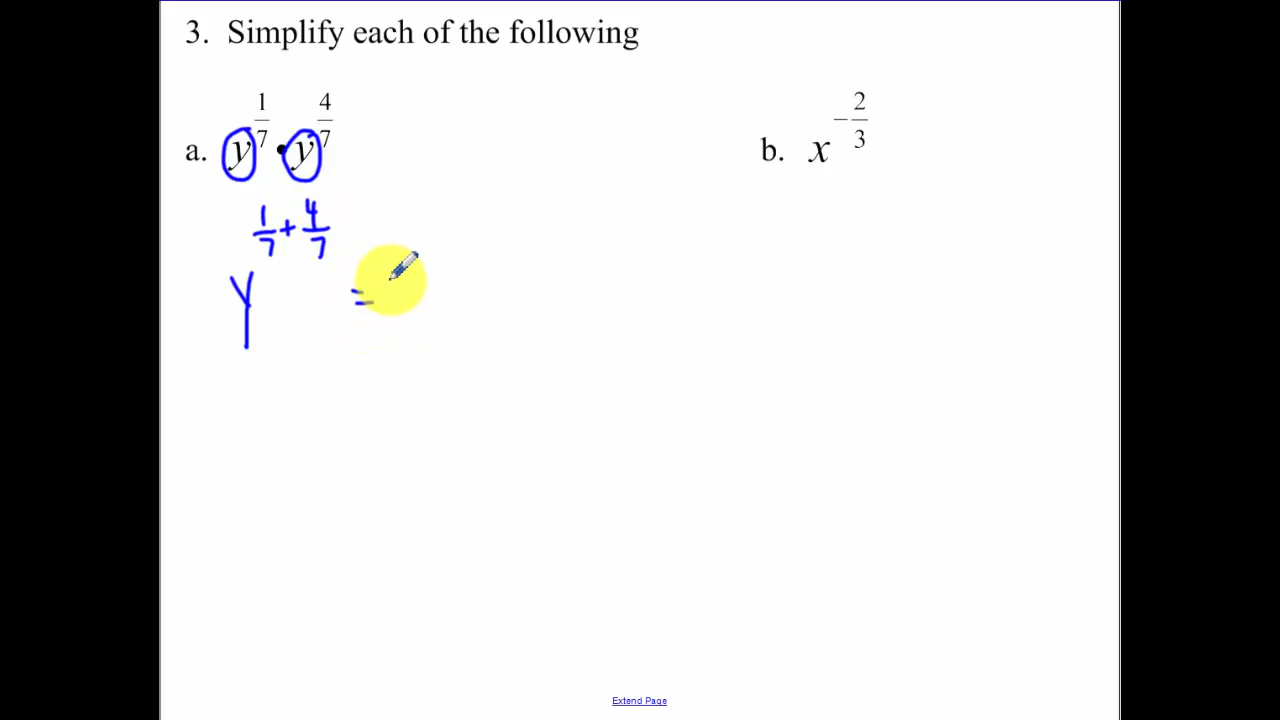 3. Simplify each of the following
a. y^(1/7) • y^(4/7)
b. x^(-2/3)
y^(1/7 + 4/7) =
Extend Page